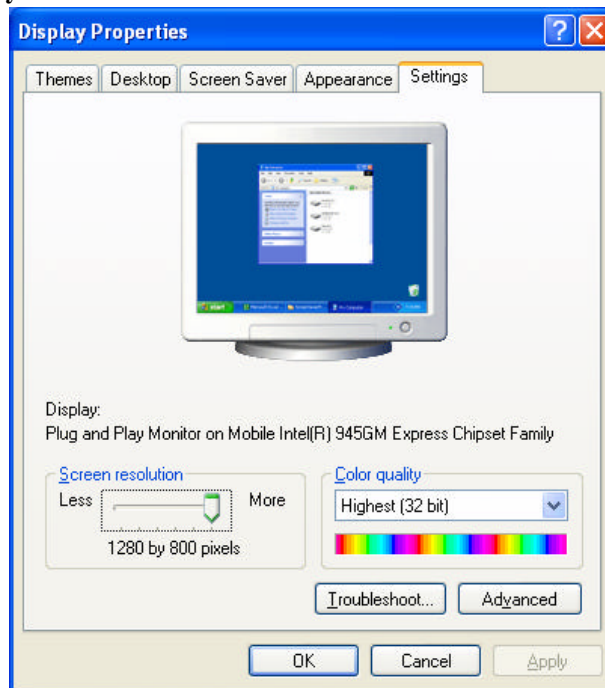 Display Properties
Themes Desktop Screen Saver Appearance Settings
start
Display:
Plug and Play Monitor on Mobile Intel(R) 945GM Express Chipset Family
Screen resolution
Less More
1280 by 800 pixels
Color quality
Highest (32 bit)
Troubleshoot... Advanced
OK Cancel Apply